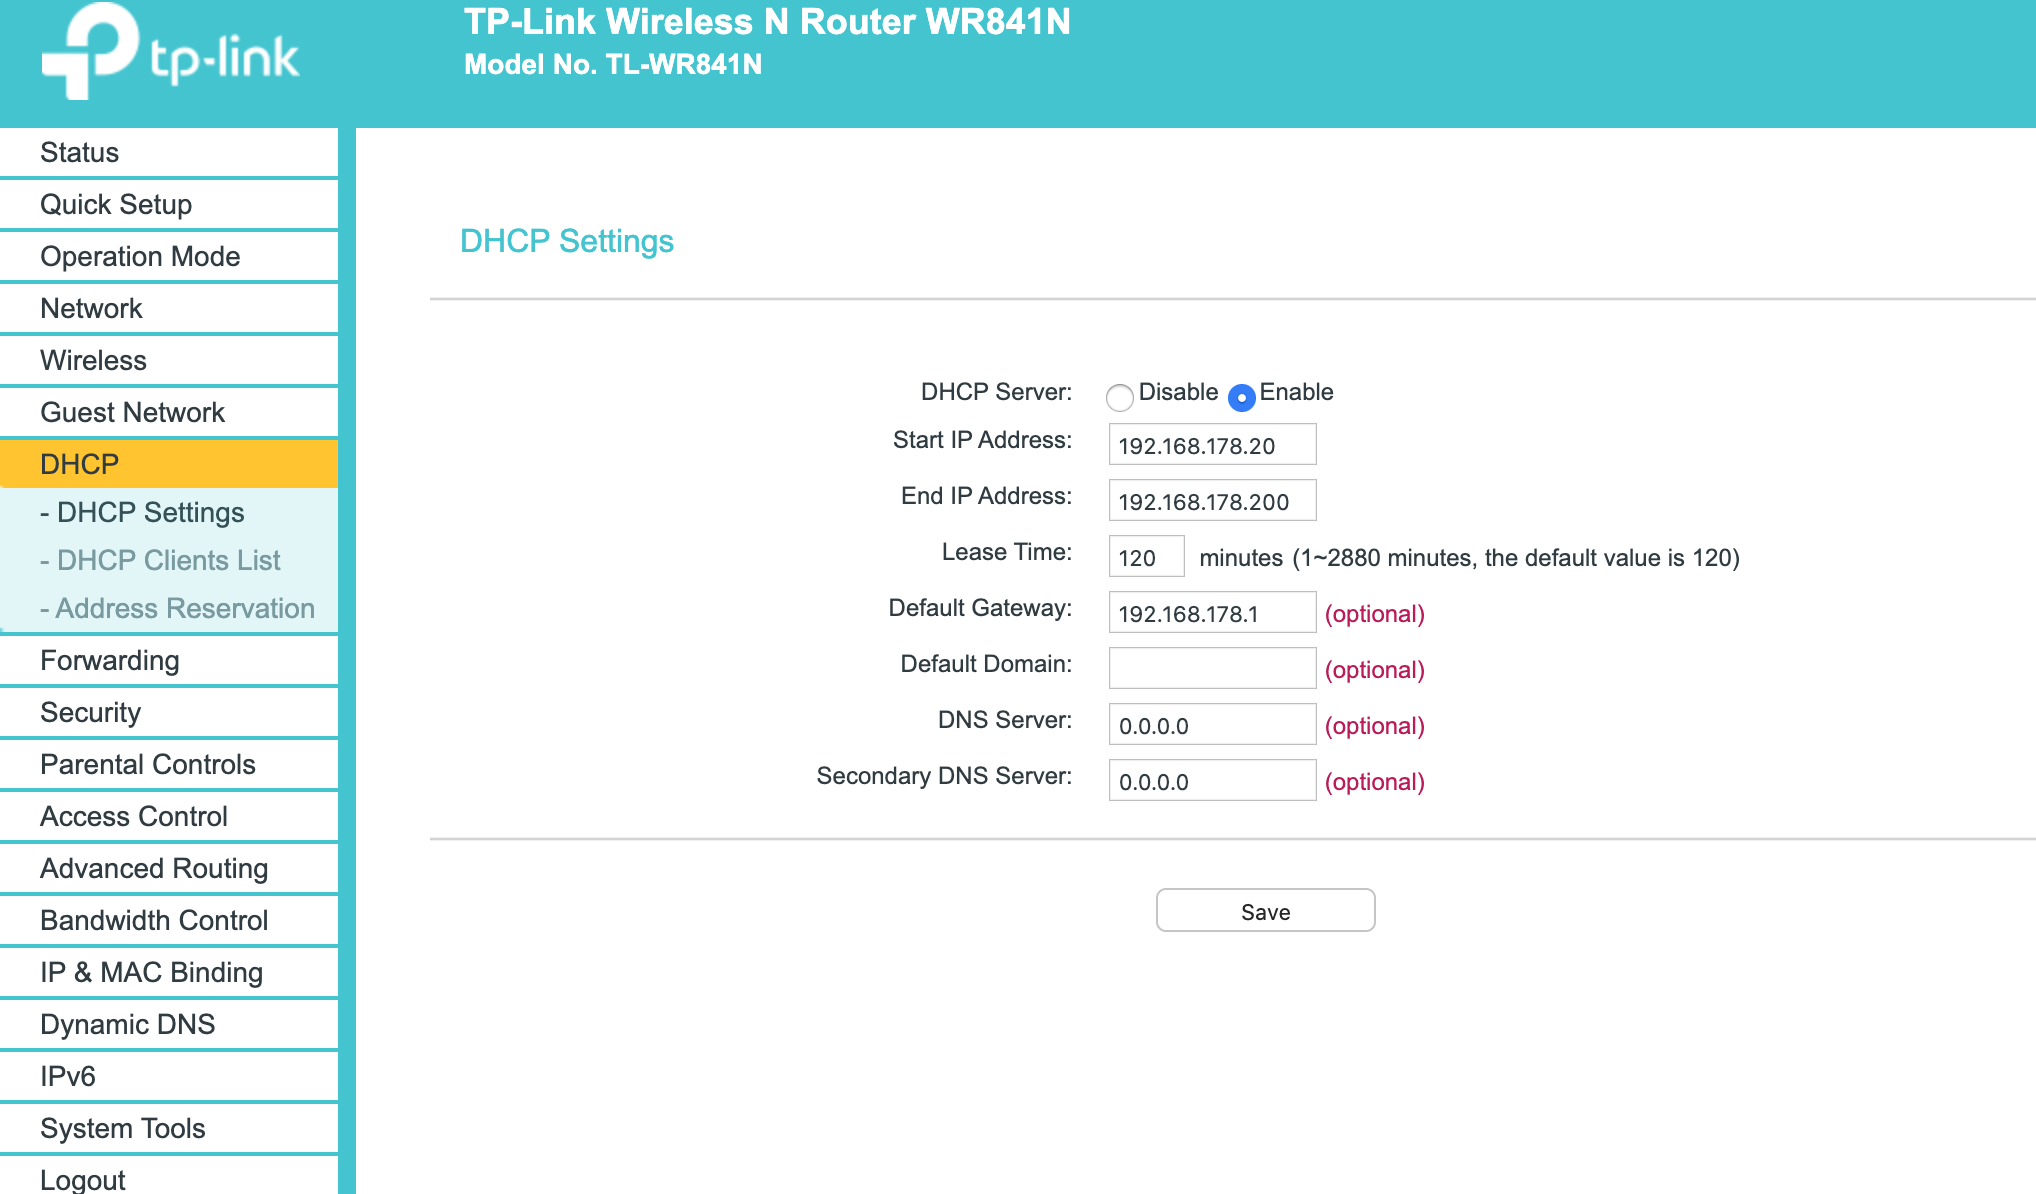 tp-link
TP-Link Wireless N Router WR841N
Model No. TL-WR841N
Status
Quick Setup
Operation Mode
Network
Wireless
Guest Network
DHCP
- DHCP Settings
- DHCP Clients List
- Address Reservation
Forwarding
Security
Parental Controls
Access Control
Advanced Routing
Bandwidth Control
IP & MAC Binding
Dynamic DNS
IPv6
System Tools
Logout
DHCP Settings
DHCP Server: Disable Enable
Start IP Address: 192.168.178.20
End IP Address: 192.168.178.200
Lease Time: 120 minutes (1~2880 minutes, the default value is 120)
Default Gateway: 192.168.178.1 (optional)
Default Domain: (optional)
DNS Server: 0.0.0.0 (optional)
Secondary DNS Server: 0.0.0.0 (optional)
Save